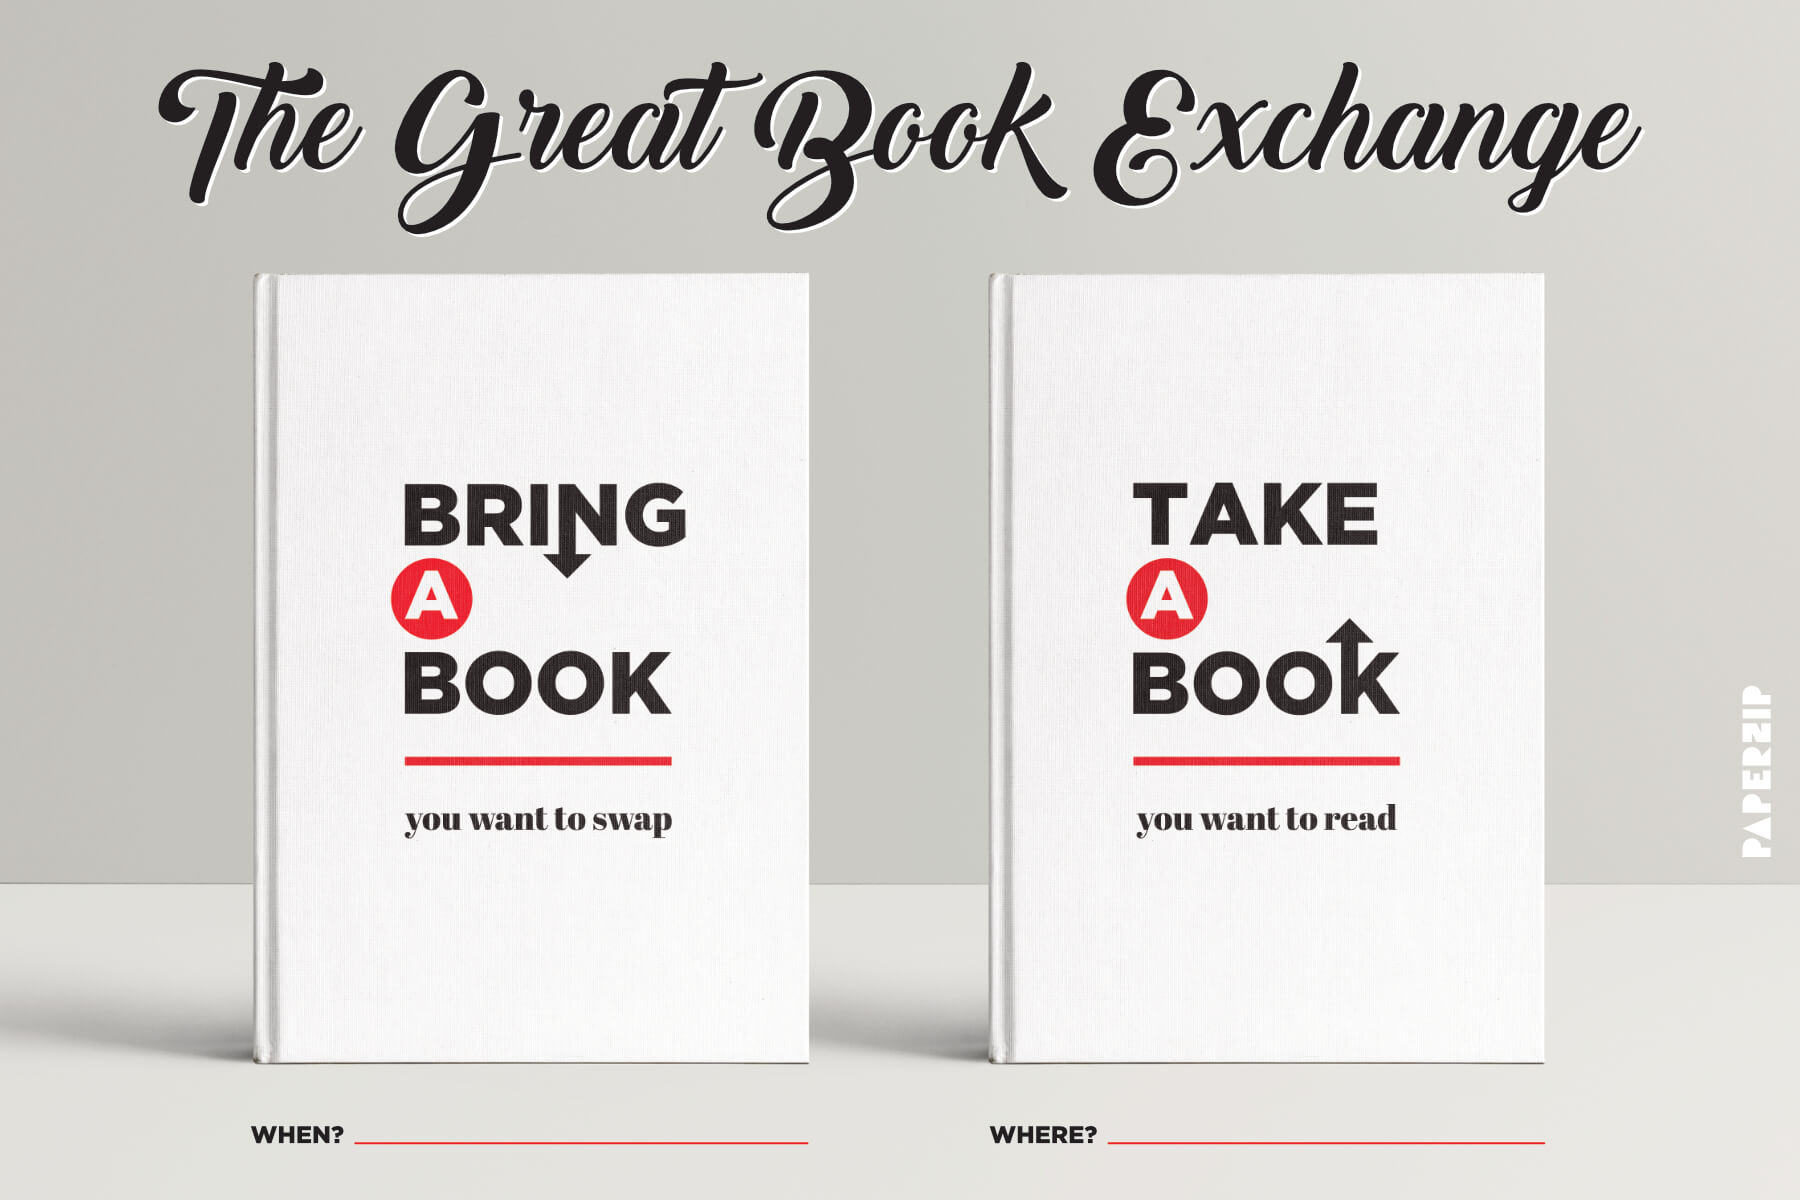 The Great Book Exchange
BRING
A
BOOK
you want to swap
TAKE
A
BOOK
you want to read
PAPERZIP
WHEN?
WHERE?